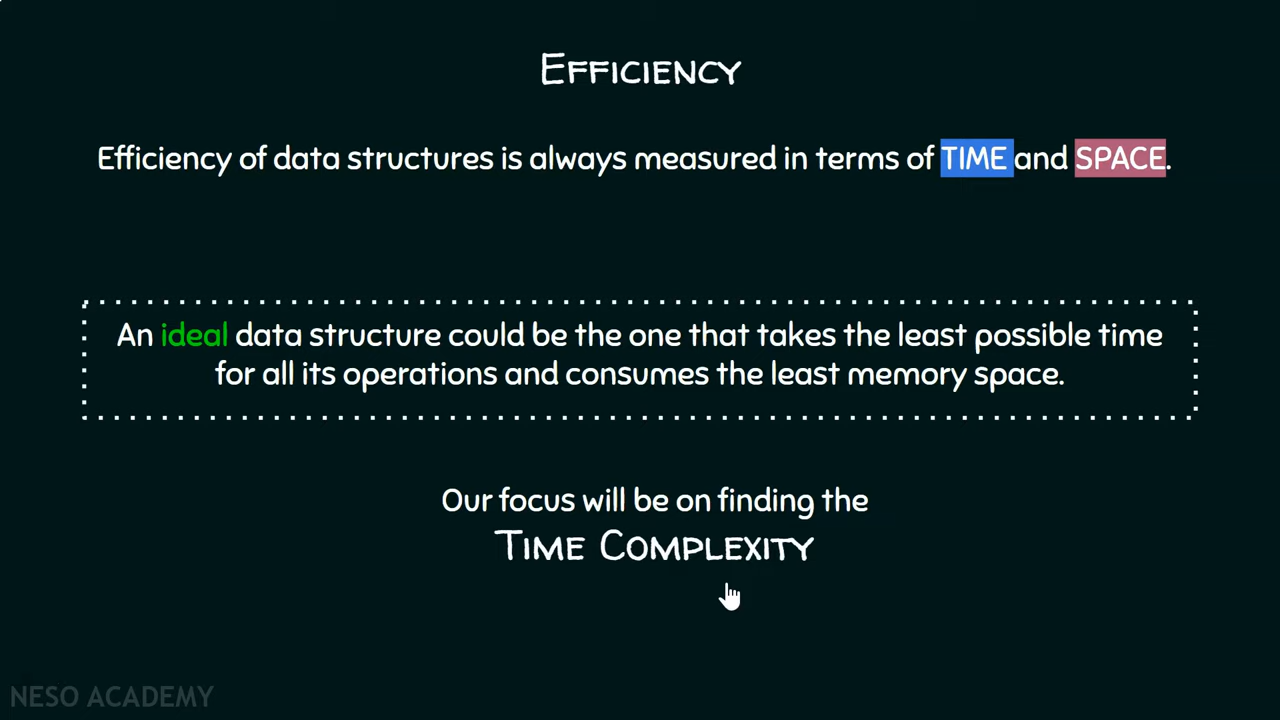 EFFICIENCY
Efficiency of data structures is always measured in terms of TIME and SPACE.
An ideal data structure could be the one that takes the least possible time
for all its operations and consumes the least memory space.
Our focus will be on finding the
TIME COMPLEXITY
NESO ACADEMY